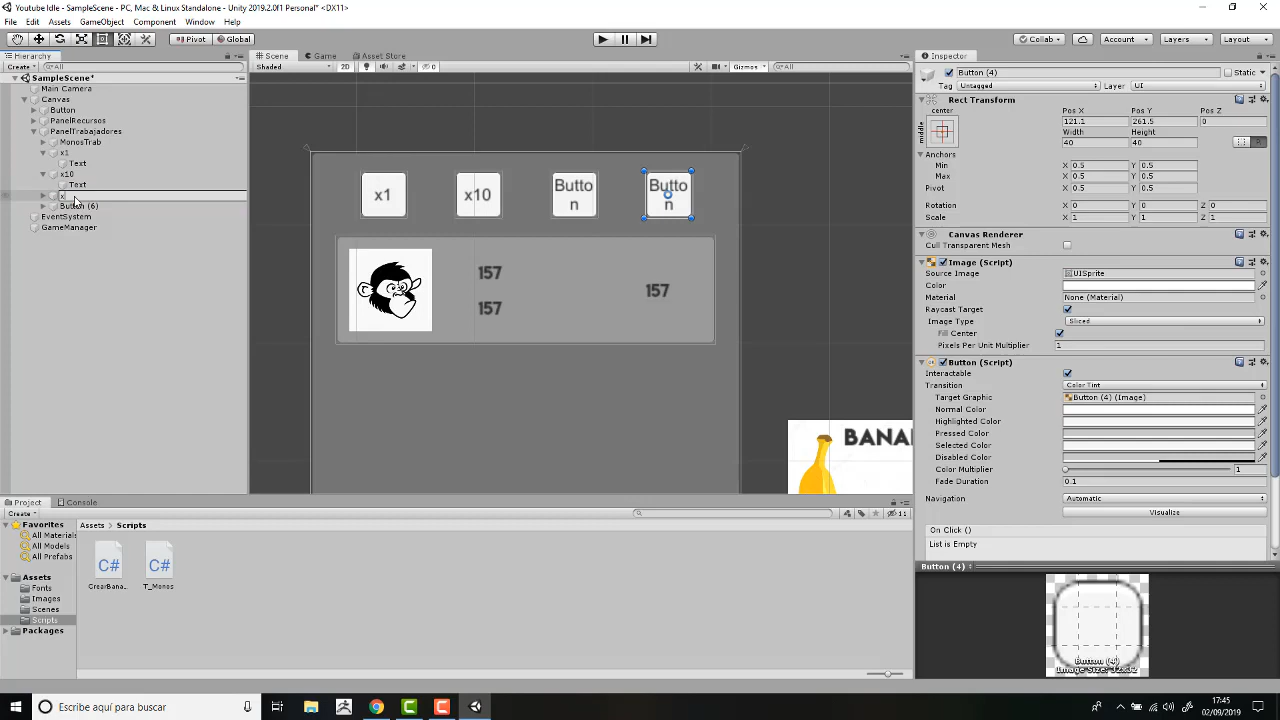 Youtube Idle - SampleScene - PC, Mac & Linux Standalone - Unity 2019.2.0f1 Personal* <DX11>
File Edit Assets GameObject Component Window Help
Pivot Global Collab Account Layers Layout
Hierarchy
Create All
SampleScene*
Main Camera
Canvas
Button
PanelRecursos
PanelTrabajadores
MonosTrab
x1
Text
x10
Text
x
Button (6)
EventSystem
GameManager
Scene Game Asset Store
Shaded 2D 0 Gizmos All
x1 x10 Butto
n Butto
n
157
157
157
BANA
Inspector
Button (4) Static
Tag Untagged Layer UI
Rect Transform
center
middle
Pos X Pos Y Pos Z
121.1 261.5 0
Width Height
40 40
R
Anchors
Min X 0.5 Y 0.5
Max X 0.5 Y 0.5
Pivot X 0.5 Y 0.5
Rotation X 0 Y 0 Z 0
Scale X 1 Y 1 Z 1
Canvas Renderer
Cull Transparent Mesh
Image (Script)
Source Image UISprite
Color
Material None (Material)
Raycast Target
Image Type Sliced
Fill Center
Pixels Per Unit Multiplier 1
Button (Script)
Interactable
Transition Color Tint
Target Graphic Button (4) (Image)
Normal Color
Highlighted Color
Pressed Color
Selected Color
Disabled Color
Color Multiplier 1
Fade Duration 0.1
Navigation Automatic
Visualize
On Click ()
List is Empty
Button (4)
Button (4)
Image Size: 32x32
Project Console
Create 11
Favorites
All Materials
All Models
All Prefabs
Assets
Fonts
Images
Scenes
Scripts
Packages
Assets Scripts
C# C#
CrearBana... T_Monos
Escribe aquí para buscar
17:45
02/09/2019